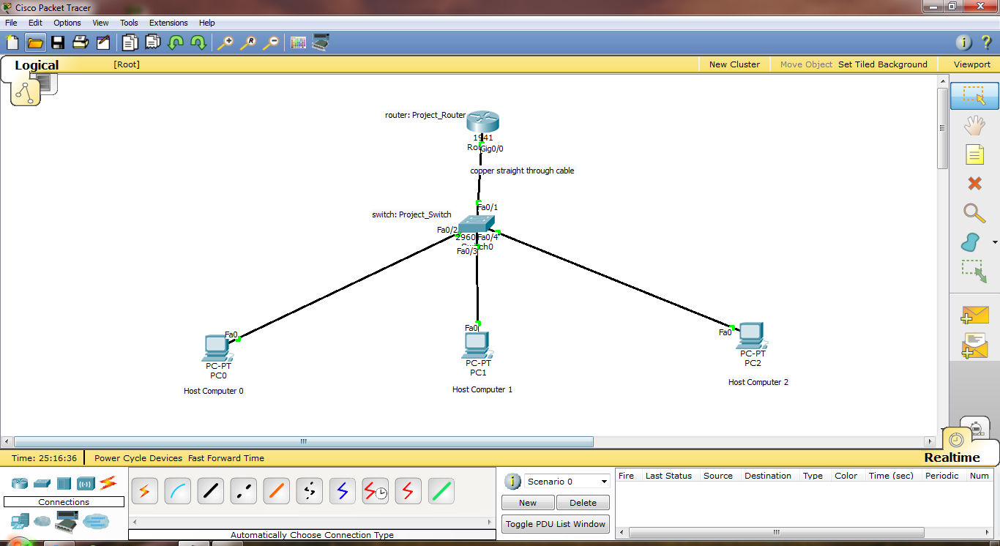 Cisco Packet Tracer
File Edit Options View Tools Extensions Help
Logical [Root] New Cluster Move Object Set Tiled Background Viewport
router: Project_Router
1941
Gig0/0
copper straight through cable
Fa0/1
switch: Project_Switch
Fa0/2
2960 Fa0/4
Fa0/3
Fa0
Fa0
Fa0
PC-PT
PC0
PC-PT
PC1
PC-PT
PC2
Host Computer 0
Host Computer 1
Host Computer 2
Time: 25:16:36 Power Cycle Devices Fast Forward Time
Realtime
Connections
Automatically Choose Connection Type
Scenario 0
New Delete
Toggle PDU List Window
Fire Last Status Source Destination Type Color Time (sec) Periodic Num